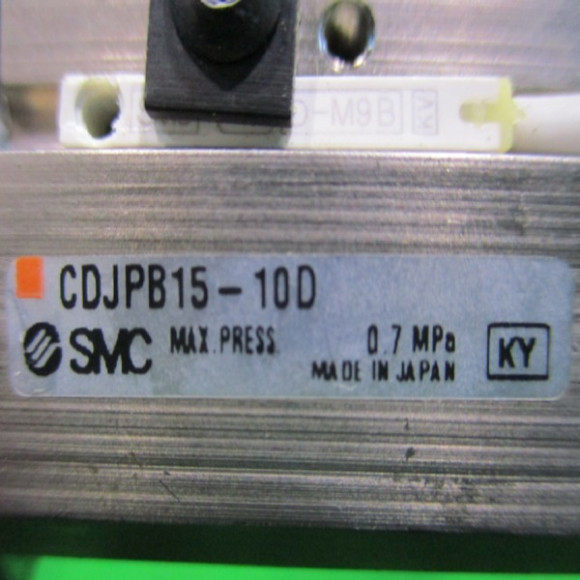 D-M9B
CDJPB15-10D
SMC MAX.PRESS. 0.7 MPa KY
MADE IN JAPAN